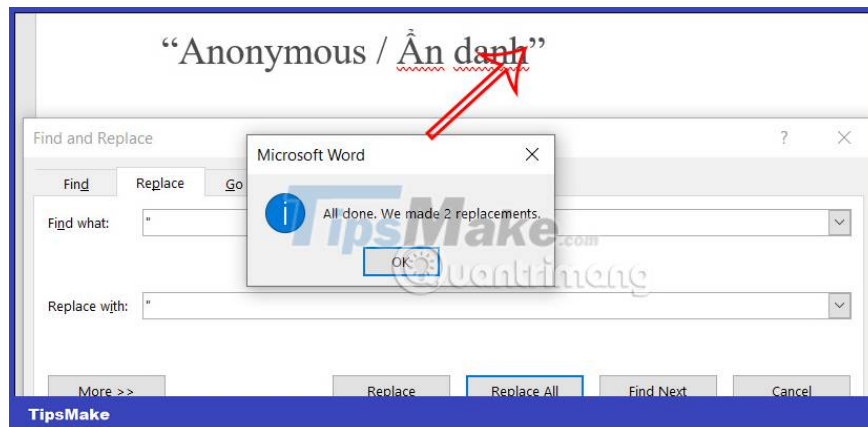 “Anonymous / Ẩn danh”
Find and Replace
?
Microsoft Word
Find Replace Go
All done. We made 2 replacements.
Find what: "
TipsMake.com
OK
Quantrimang
Replace with: "
More >> Replace Replace All Find Next Cancel
TipsMake